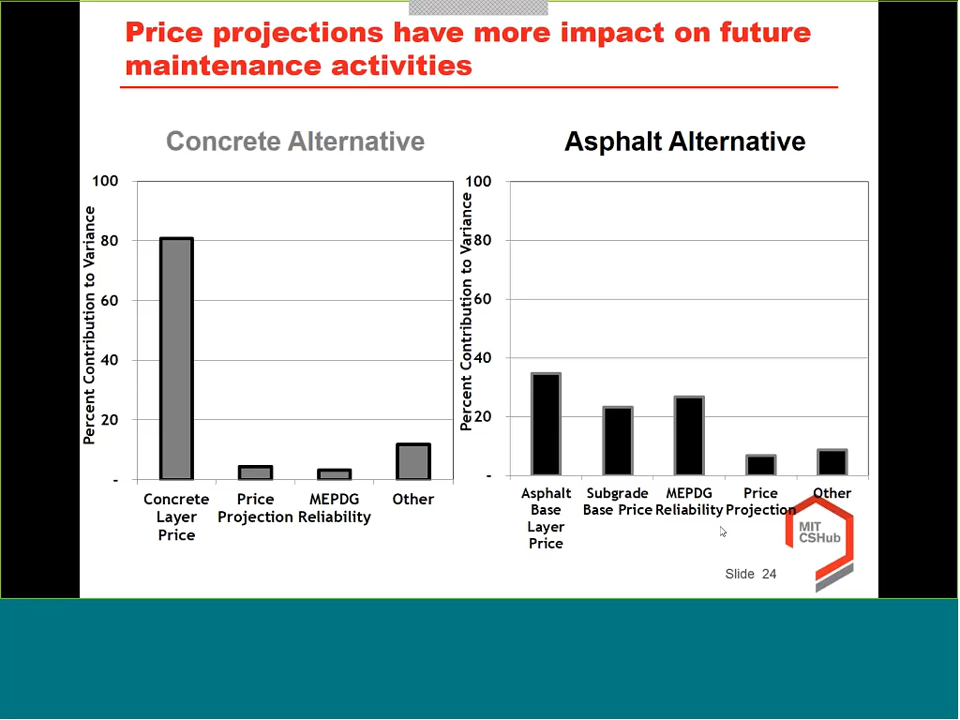 Price projections have more impact on future
maintenance activities
Concrete Alternative
Percent Contribution to Variance
100
80
60
40
20
-
Concrete
Layer
Price
Price
Projection
MEPDG
Reliability
Other
Asphalt Alternative
Percent Contribution to Variance
100
80
60
40
20
-
Asphalt
Base
Layer
Price
Subgrade
Base Price
MEPDG
Reliability
Price
Projection
Other
MIT
CSHub
Slide 24